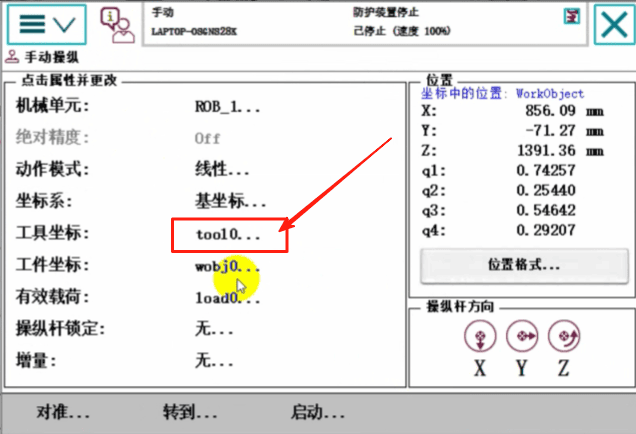 手动
防护装置停止
LAPTOP-OSGNS28K
已停止 (速度 100%)
手动操纵
点击属性并更改
机械单元: ROB_1...
绝对精度: Off
动作模式: 线性...
坐标系: 基坐标...
工具坐标: tool0...
工件坐标: wobj0...
有效载荷: load0...
操纵杆锁定: 无...
增量: 无...
位置
坐标中的位置: WorkObject
X: 856.09 mm
Y: -71.27 mm
Z: 1391.36 mm
q1: 0.74257
q2: 0.25440
q3: 0.54642
q4: 0.29207
位置格式...
操纵杆方向
X Y Z
对准... 转到... 启动...